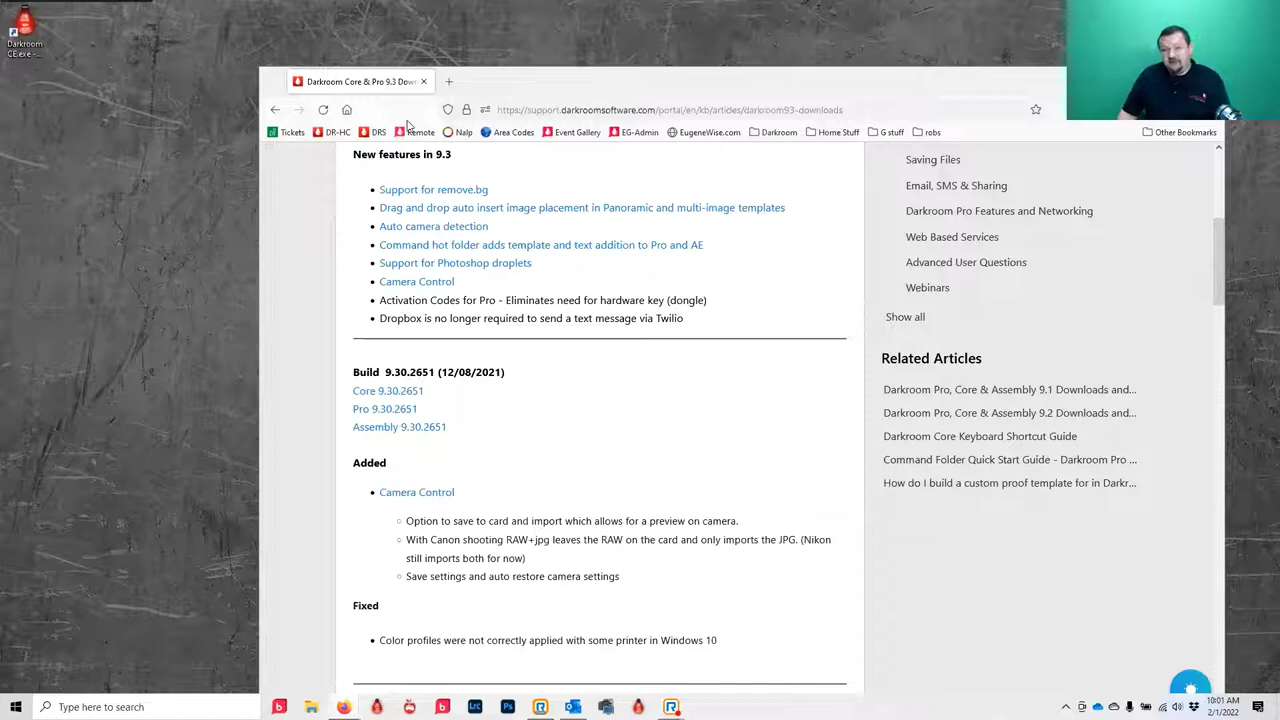 Darkroom
CE.exe -...
Darkroom Core & Pro 9.3 Dow
https://support.darkroomsoftware.com/portal/en/kb/articles/darkroom93-downloads
Tickets DR-HC DRS Remote Nalp Area Codes Event Gallery EG-Admin EugeneWise.com Darkroom Home Stuff G stuff robs Other Bookmarks
New features in 9.3
Support for remove.bg
Drag and drop auto insert image placement in Panoramic and multi-image templates
Auto camera detection
Command hot folder adds template and text addition to Pro and AE
Support for Photoshop droplets
Camera Control
Activation Codes for Pro - Eliminates need for hardware key (dongle)
Dropbox is no longer required to send a text message via Twilio
Build 9.30.2651 (12/08/2021)
Core 9.30.2651
Pro 9.30.2651
Assembly 9.30.2651
Added
Camera Control
Option to save to card and import which allows for a preview on camera.
With Canon shooting RAW+jpg leaves the RAW on the card and only imports the JPG. (Nikon
still imports both for now)
Save settings and auto restore camera settings
Fixed
Color profiles were not correctly applied with some printer in Windows 10
Saving Files
Email, SMS & Sharing
Darkroom Pro Features and Networking
Web Based Services
Advanced User Questions
Webinars
Show all
Related Articles
Darkroom Pro, Core & Assembly 9.1 Downloads and...
Darkroom Pro, Core & Assembly 9.2 Downloads and...
Darkroom Core Keyboard Shortcut Guide
Command Folder Quick Start Guide - Darkroom Pro ...
How do I build a custom proof template for in Darkr...
Type here to search
Lrc Ps
10:01 AM
2/1/2022